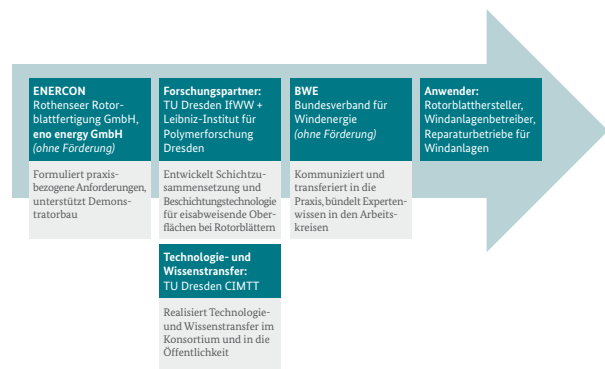 ENERCON
Rothenseer Rotor-
blattfertigung GmbH,
eno energy GmbH
(ohne Förderung)
Formuliert praxis-
bezogene Anforderungen,
unterstützt Demons-
tratorbau
Forschungspartner:
TU Dresden IfWW +
Leibniz-Institut für
Polymerforschung
Dresden
Entwickelt Schichtzu-
sammensetzung und
Beschichtungstechnologie
für eisabweisende Ober-
flächen bei Rotorblättern
Technologie- und
Wissenstransfer:
TU Dresden CIMTT
Realisiert Technologie-
und Wissenstransfer im
Konsortium und in die
Öffentlichkeit
BWE
Bundesverband für
Windenergie
(ohne Förderung)
Kommuniziert und
transferiert in die
Praxis, bündelt Experten-
wissen in den Arbeits-
kreisen
Anwender:
Rotorblatthersteller,
Windanlagenbetreiber,
Reparaturbetriebe für
Windanlagen